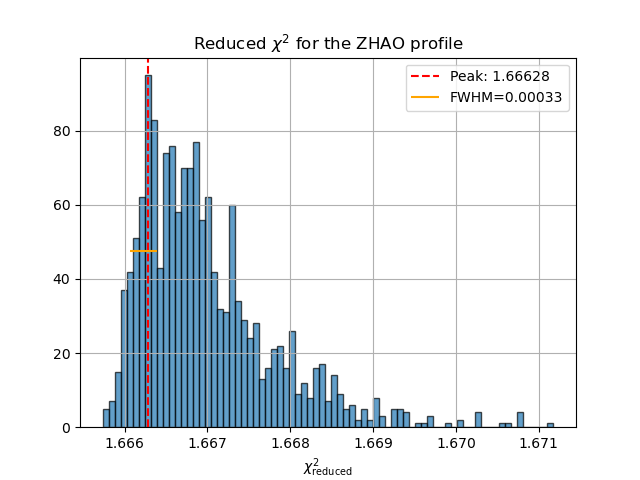 Reduced χ² for the ZHAO profile
Peak: 1.66628
FWHM=0.00033
80
60
40
20
0
1.666 1.667 1.668 1.669 1.670 1.671
χ²reduced